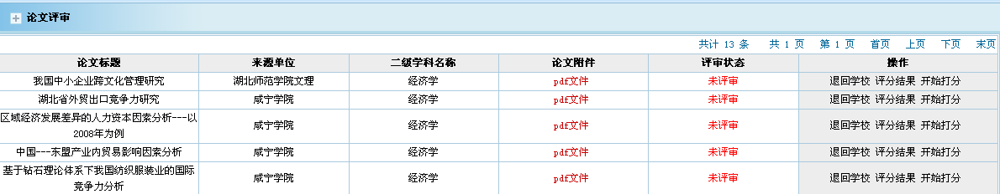 论文评审
共计 13 条 共 1 页 第 1 页 首页 上页 下页 末页
论文标题 来源单位 二级学科名称 论文附件 评审状态 操作
我国中小企业跨文化管理研究 湖北师范学院文理 经济学 pdf文件 未评审 退回学校 评分结果 开始打分
湖北省外贸出口竞争力研究 咸宁学院 经济学 pdf文件 未评审 退回学校 评分结果 开始打分
区域经济发展差异的人力资本因素分析---以
2008年为例 咸宁学院 经济学 pdf文件 未评审 退回学校 评分结果 开始打分
中国---东盟产业内贸易影响因素分析 咸宁学院 经济学 pdf文件 未评审 退回学校 评分结果 开始打分
基于钻石理论体系下我国纺织服装业的国际
竞争力分析 咸宁学院 经济学 pdf文件 未评审 退回学校 评分结果 开始打分